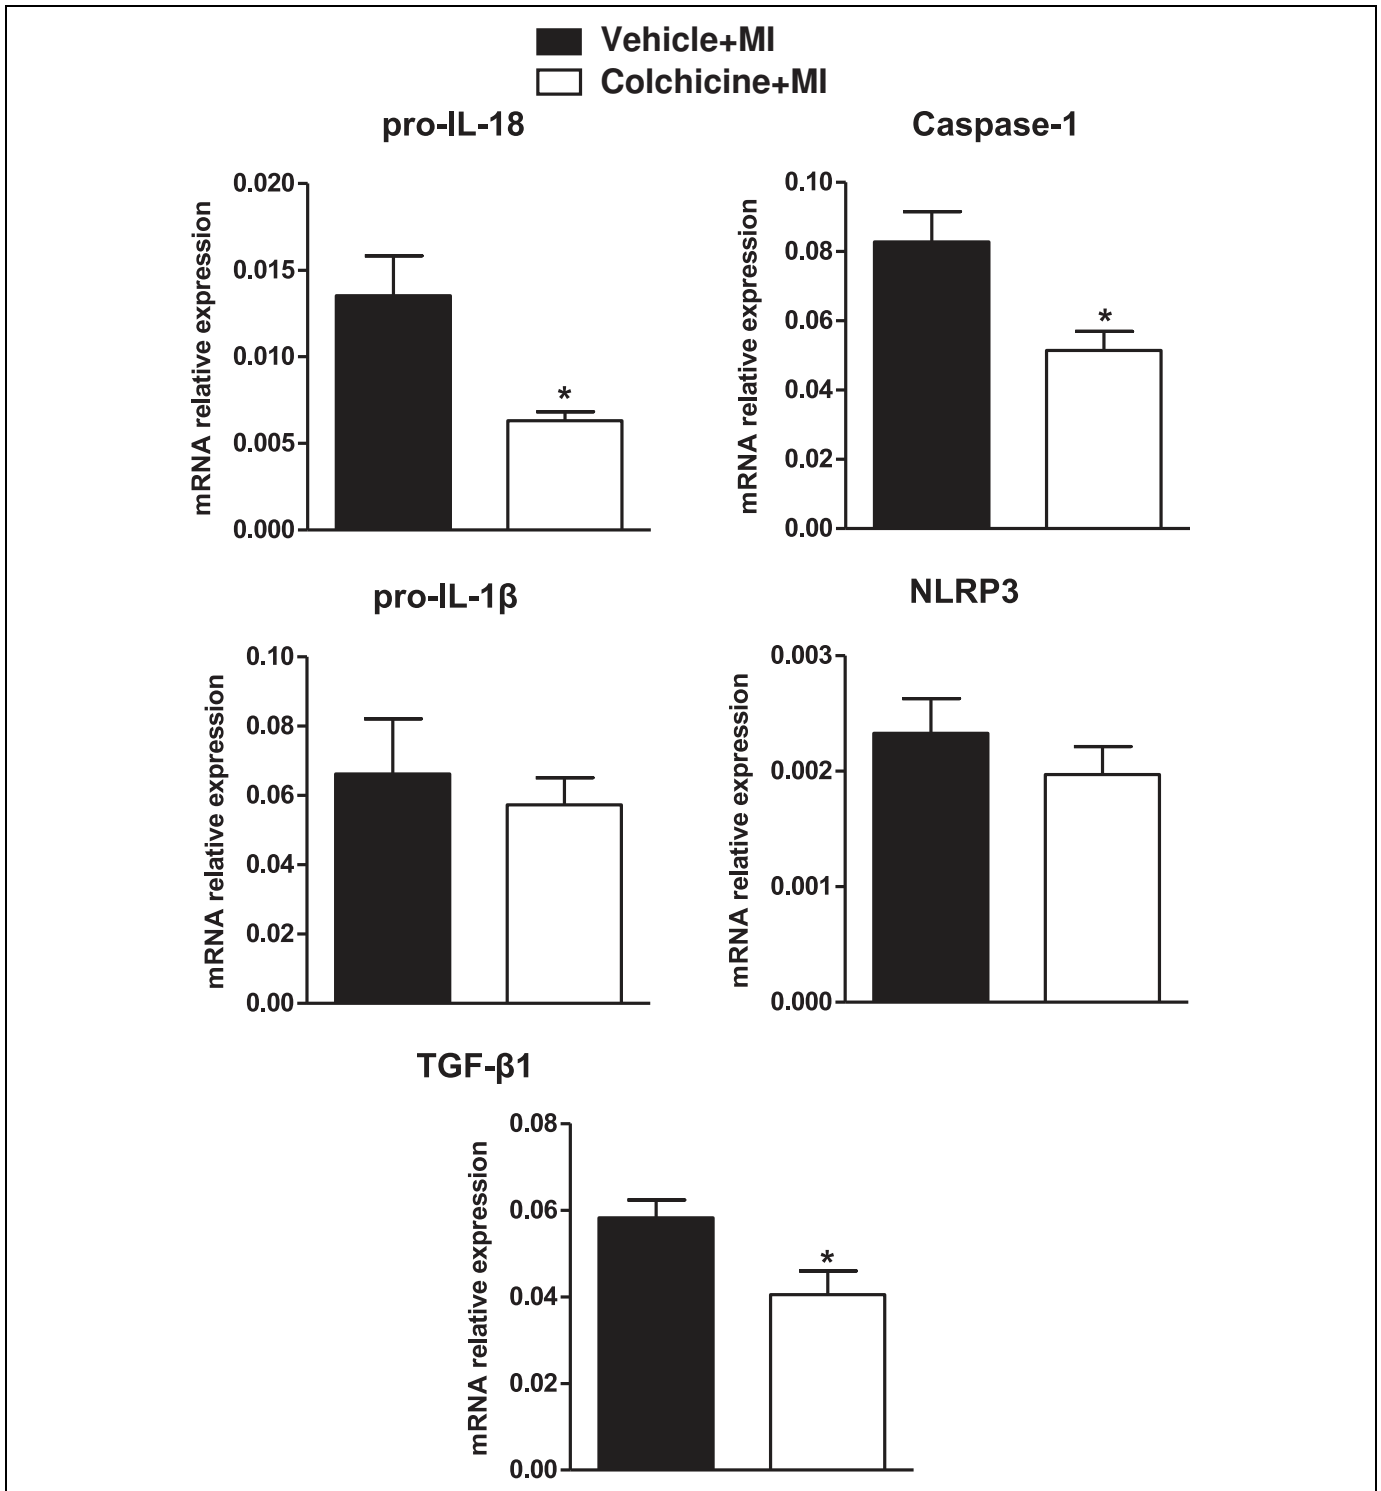 Vehicle+MI
Colchicine+MI
pro-IL-18
mRNA relative expression
0.020
0.015
0.010
0.005
0.000
*
Caspase-1
mRNA relative expression
0.10
0.08
0.06
0.04
0.02
0.00
*
pro-IL-1β
mRNA relative expression
0.10
0.08
0.06
0.04
0.02
0.00
NLRP3
mRNA relative expression
0.003
0.002
0.001
0.000
TGF-β1
mRNA relative expression
0.08
0.06
0.04
0.02
0.00
*